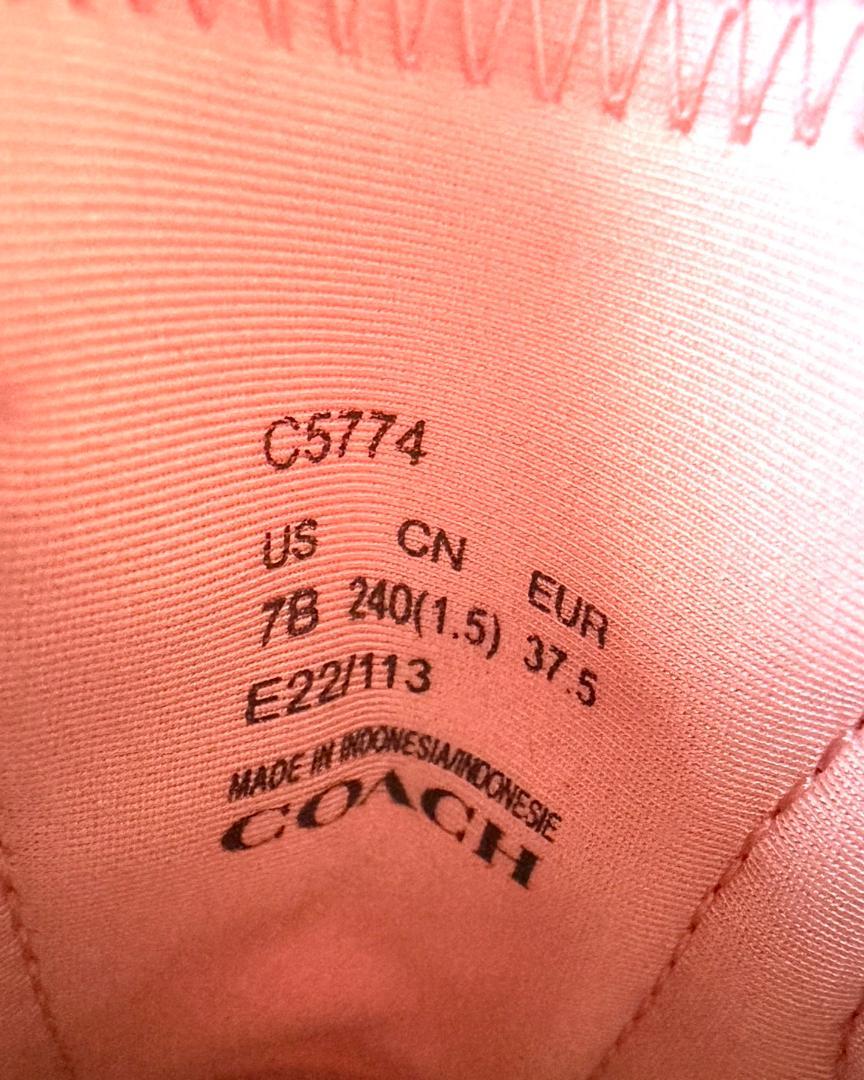 C5774
US CN EUR
7B 240(1.5) 37.5
E22/113
MADE IN INDONESIA/INDONESIE
COACH